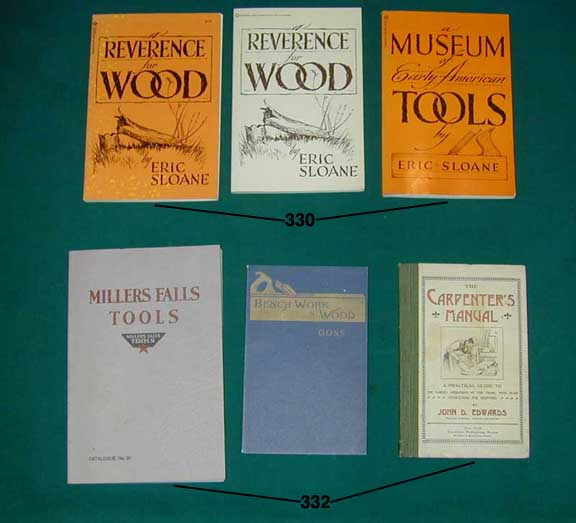 a
REVERENCE
for
WOOD
by
ERIC
SLOANE
a
REVERENCE
for
WOOD
by
ERIC
SLOANE
a
MUSEUM
of
Early American
TOOLS
by
ERIC SLOANE
330
MILLERS FALLS
TOOLS
MILLERS FALLS
TOOLS
CATALOGUE No.
BENCH WORK
IN WOOD
GOSS
THE
CARPENTER'S
MANUAL
A PRACTICAL GUIDE TO
BY
JOHN D. EDWARDS
332